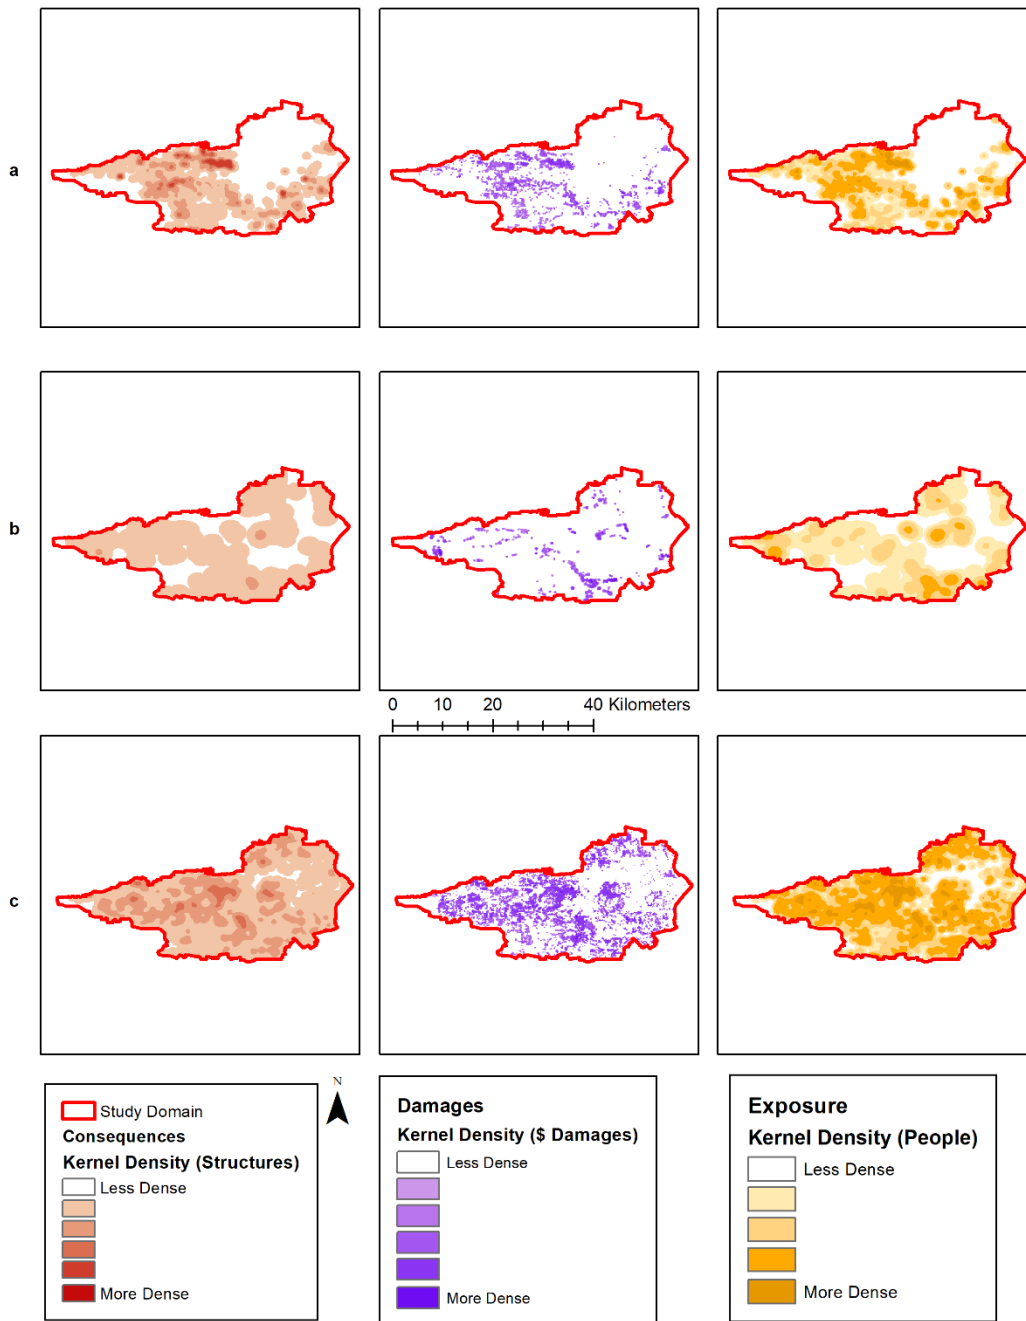 a
b
0 10 20 40 Kilometers
c
Study Domain
Consequences
Kernel Density (Structures)
Less Dense
More Dense
N
Damages
Kernel Density ($ Damages)
Less Dense
More Dense
Exposure
Kernel Density (People)
Less Dense
More Dense